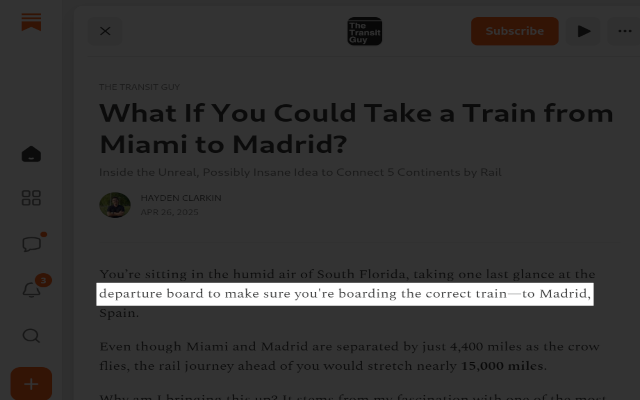 The
Transit
Guy
Subscribe
THE TRANSIT GUY
What If You Could Take a Train from
Miami to Madrid?
Inside the Unreal, Possibly Insane Idea to Connect 5 Continents by Rail
HAYDEN CLARKIN
APR 26, 2025
You're sitting in the humid air of South Florida, taking one last glance at the
departure board to make sure you're boarding the correct train—to Madrid,
Spain.
3
Even though Miami and Madrid are separated by just 4,400 miles as the crow
flies, the rail journey ahead of you would stretch nearly 15,000 miles.
Why am I bringing this up? It stems from my fascination with one of the most